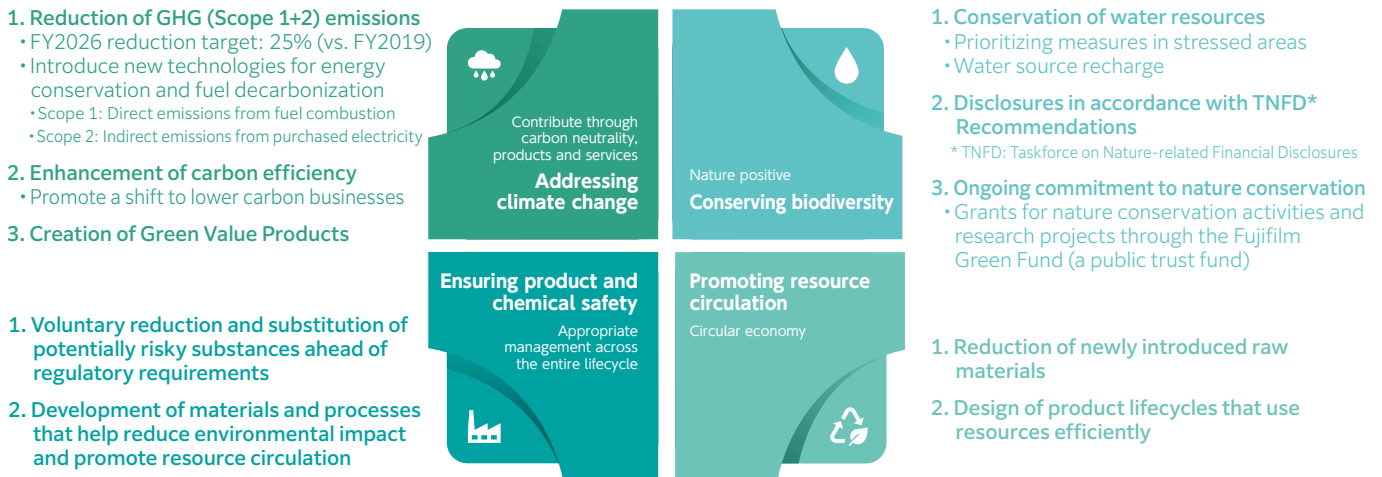 1. Reduction of GHG (Scope 1+2) emissions
• FY2026 reduction target: 25% (vs. FY2019)
• Introduce new technologies for energy
conservation and fuel decarbonization
• Scope 1: Direct emissions from fuel combustion
• Scope 2: Indirect emissions from purchased electricity
2. Enhancement of carbon efficiency
• Promote a shift to lower carbon businesses
3. Creation of Green Value Products
Contribute through
carbon neutrality,
products and services
Addressing
climate change
Nature positive
Conserving biodiversity
1. Conservation of water resources
• Prioritizing measures in stressed areas
• Water source recharge
2. Disclosures in accordance with TNFD*
Recommendations
* TNFD: Taskforce on Nature-related Financial Disclosures
3. Ongoing commitment to nature conservation
• Grants for nature conservation activities and
research projects through the Fujifilm
Green Fund (a public trust fund)
1. Voluntary reduction and substitution of
potentially risky substances ahead of
regulatory requirements
2. Development of materials and processes
that help reduce environmental impact
and promote resource circulation
Ensuring product and
chemical safety
Appropriate
management across
the entire lifecycle
Promoting resource
circulation
Circular economy
1. Reduction of newly introduced raw
materials
2. Design of product lifecycles that use
resources efficiently